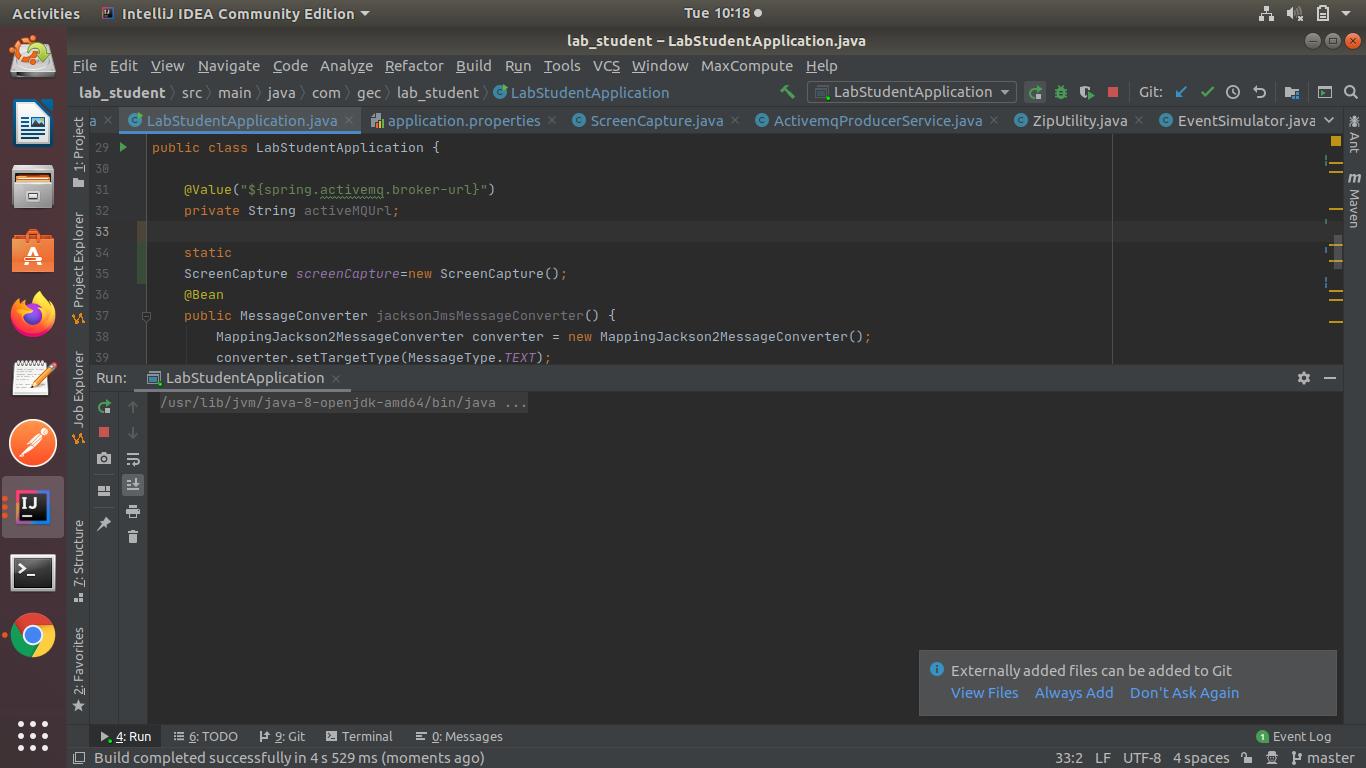 Activities IntelliJ IDEA Community Edition Tue 10:18
lab_student – LabStudentApplication.java
File Edit View Navigate Code Analyze Refactor Build Run Tools VCS Window MaxCompute Help
lab_student src main java com gec lab_student LabStudentApplication LabStudentApplication Git:
a LabStudentApplication.java application.properties ScreenCapture.java ActivemqProducerService.java ZipUtility.java EventSimulator.java
1: Project
Project Explorer
Job Explorer
7: Structure
2: Favorites
29 public class LabStudentApplication {
30
31 @Value("${spring.activemq.broker-url}")
32 private String activeMQUrl;
33
34 static
35 ScreenCapture screenCapture=new ScreenCapture();
36 @Bean
37 public MessageConverter jacksonJmsMessageConverter() {
38 MappingJackson2MessageConverter converter = new MappingJackson2MessageConverter();
39 converter.setTargetType(MessageType.TEXT);
Ant
m Maven
Run: LabStudentApplication
/usr/lib/jvm/java-8-openjdk-amd64/bin/java ...
Externally added files can be added to Git
View Files Always Add Don't Ask Again
4: Run 6: TODO 9: Git Terminal 0: Messages 1 Event Log
Build completed successfully in 4 s 529 ms (moments ago) 33:2 LF UTF-8 4 spaces master